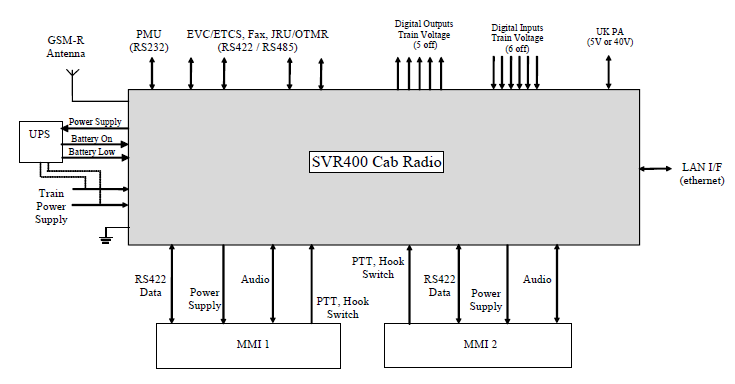 GSM-R
Antenna
PMU
(RS232)
EVC/ETCS, Fax, JRU/OTMR
(RS422 / RS485)
Digital Outputs
Train Voltage
(5 off)
Digital Inputs
Train Voltage
(6 off)
UK PA
(5V or 40V)
UPS
Power Supply
Battery On
Battery Low
SVR400 Cab Radio
LAN I/F
(ethernet)
Train
Power
Supply
RS422
Data
Power
Supply
Audio
PTT, Hook
Switch
PTT, Hook
Switch
RS422
Data
Power
Supply
Audio
MMI 1
MMI 2